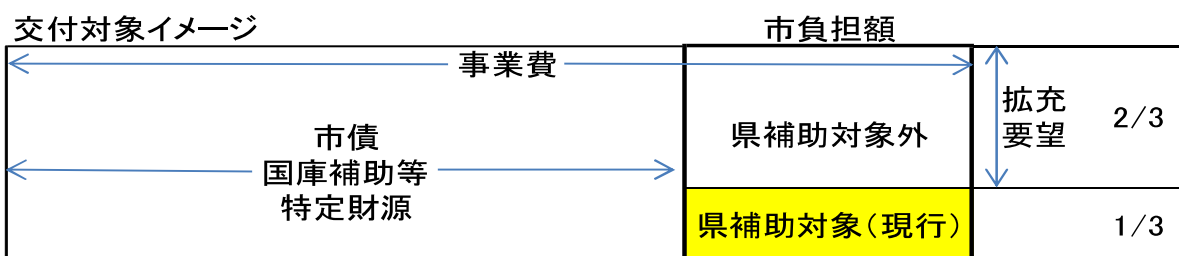 交付対象イメージ
市負担額
事業費
市債
国庫補助等
特定財源
県補助対象外
拡充
要望
2/3
県補助対象(現行)
1/3